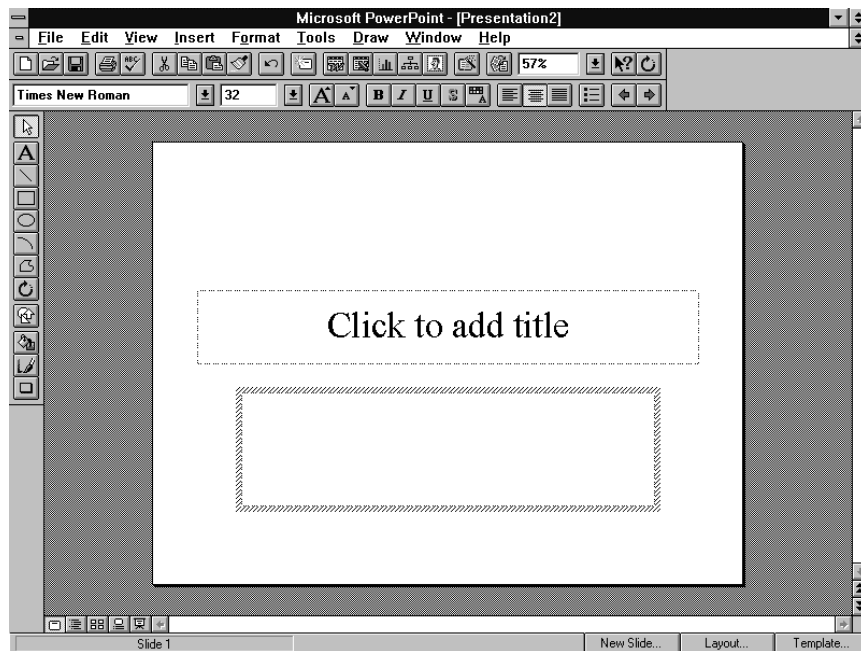 Microsoft PowerPoint - [Presentation2]
File Edit View Insert Format Tools Draw Window Help
ABC 57% ?
Times New Roman 32 A A B I U S A
A
Click to add title
Slide 1 New Slide... Layout... Template...